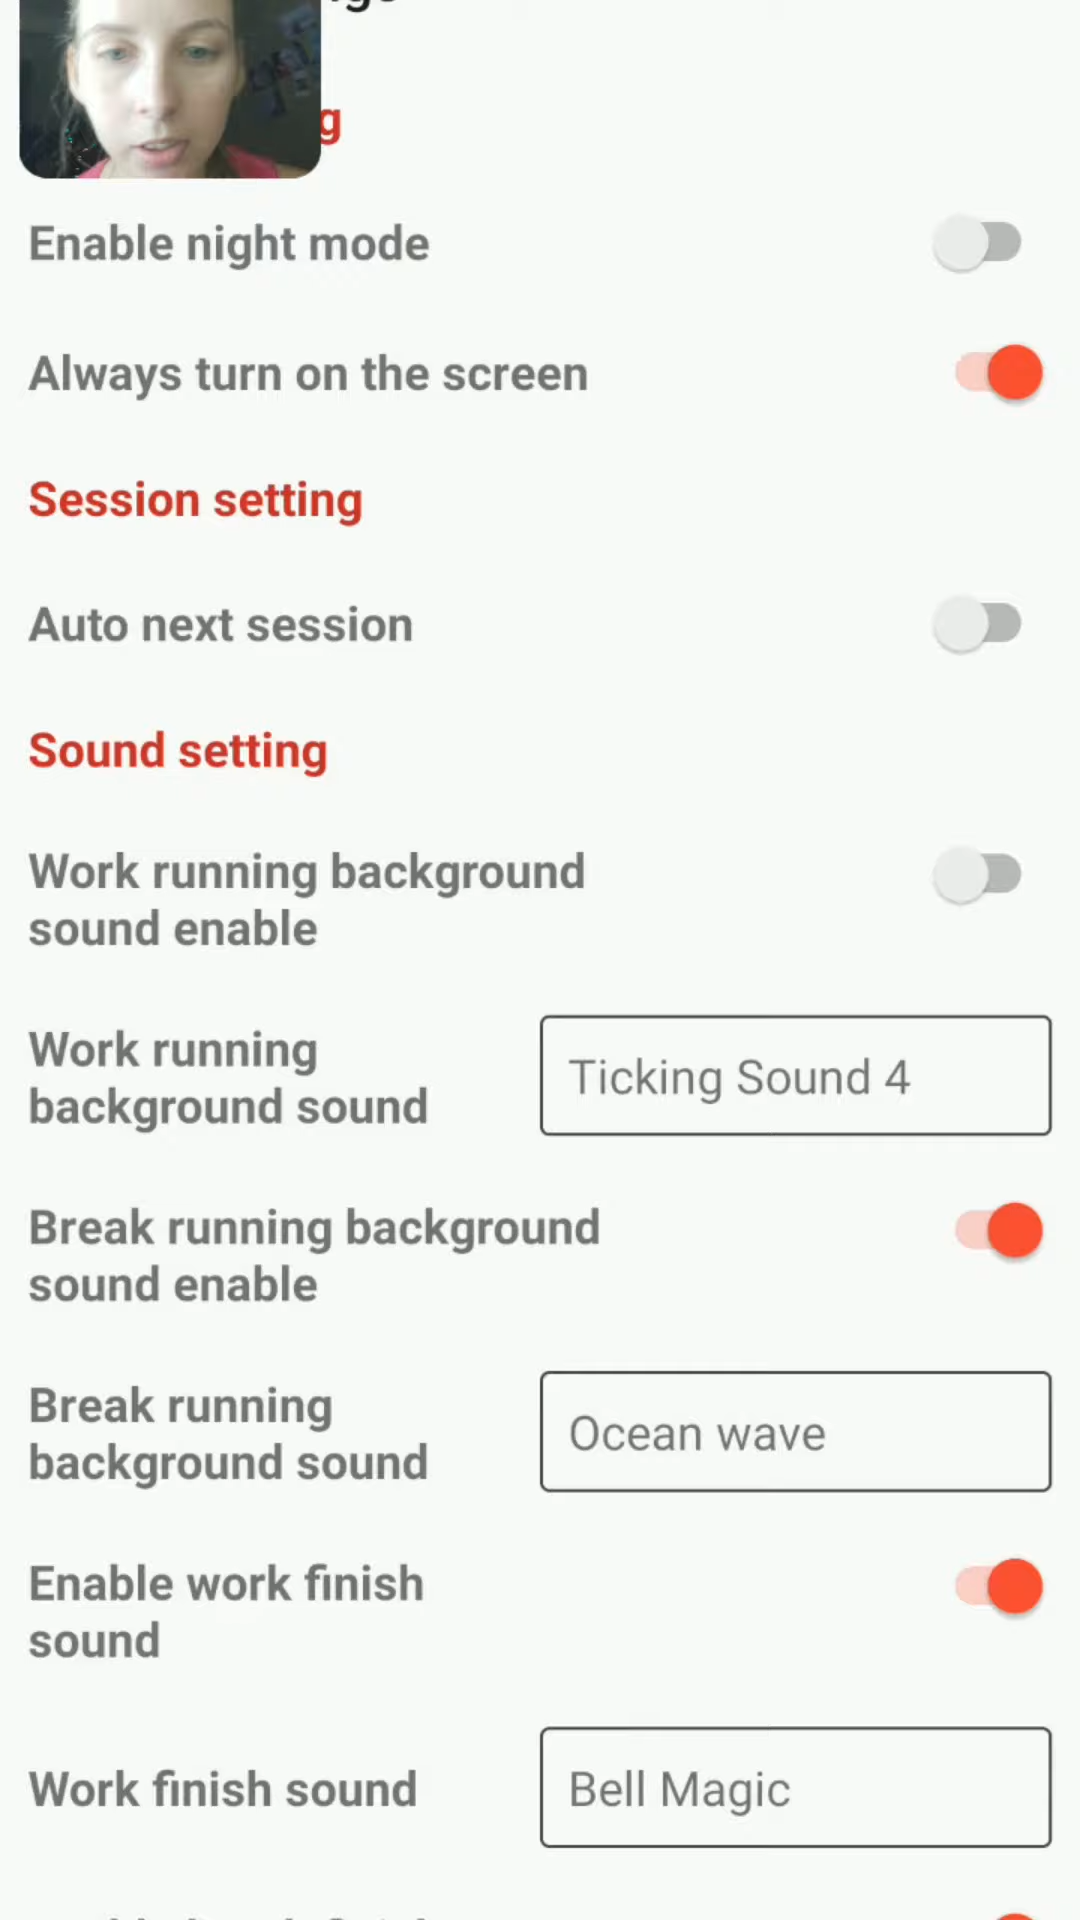 Enable night mode
Always turn on the screen
Session setting
Auto next session
Sound setting
Work running background
sound enable
Work running
background sound
Ticking Sound 4
Break running background
sound enable
Break running
background sound
Ocean wave
Enable work finish
sound
Work finish sound
Bell Magic